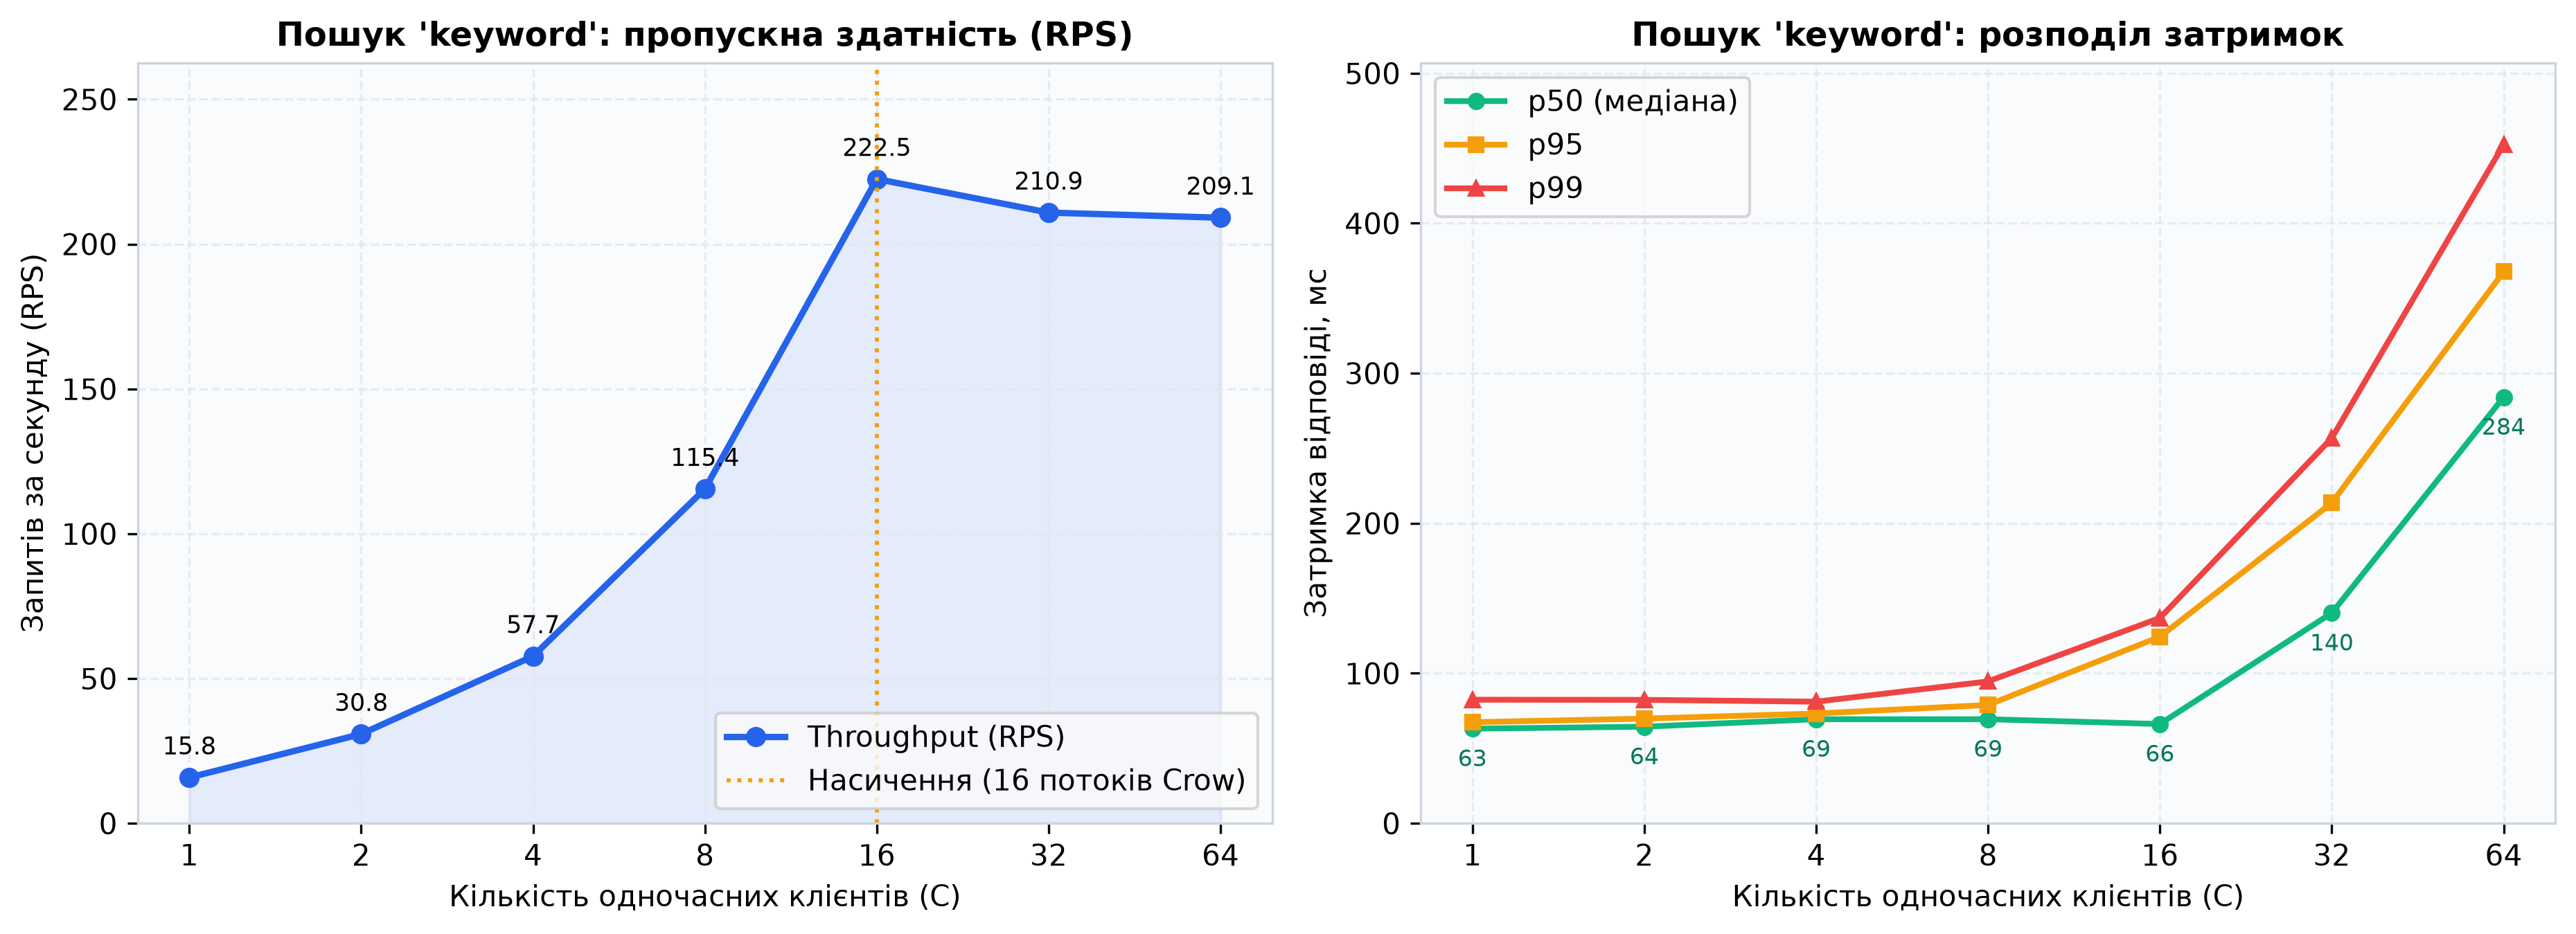 Пошук 'keyword': пропускна здатність (RPS)
Запитів за секунду (RPS)
250
200
150
100
50
0
15.8
30.8
57.7
115.4
222.5
210.9
209.1
Throughput (RPS)
Насичення (16 потоків Crow)
1 2 4 8 16 32 64
Кількість одночасних клієнтів (C)
Пошук 'keyword': розподіл затримок
Затримка відповіді, мс
500
400
300
200
100
0
p50 (медіана)
p95
p99
63
64
69
69
66
140
284
1 2 4 8 16 32 64
Кількість одночасних клієнтів (C)